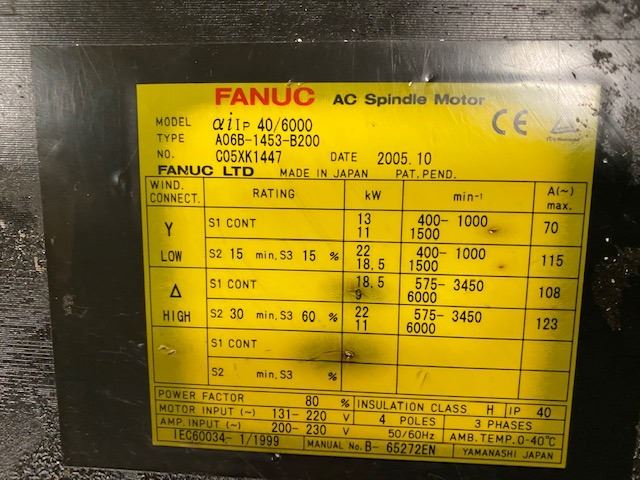 FANUC AC Spindle Motor
MODEL αiIP 40/6000
TYPE A06B-1453-B200
NO. C05XK1447 DATE 2005.10
FANUC LTD MADE IN JAPAN PAT. PEND.
CE
WIND. CONNECT. RATING kW min-1 A(~) max.
Y LOW S1 CONT 13 400- 1000 70
11 1500
S2 15 min, S3 15 % 22 400- 1000 115
18.5 1500
Δ HIGH S1 CONT 18.5 575- 3450 108
9 6000
S2 30 min, S3 60 % 22 575- 3450 123
11 6000
S1 CONT
S2 min, S3 %
POWER FACTOR 80 % INSULATION CLASS H IP 40
MOTOR INPUT (~) 131- 220 V 4 POLES 3 PHASES
AMP. INPUT (~) 200- 230 V 50/60Hz AMB. TEMP. 0-40℃
IEC60034- 1/1999 MANUAL No. B- 65272EN YAMANASHI JAPAN